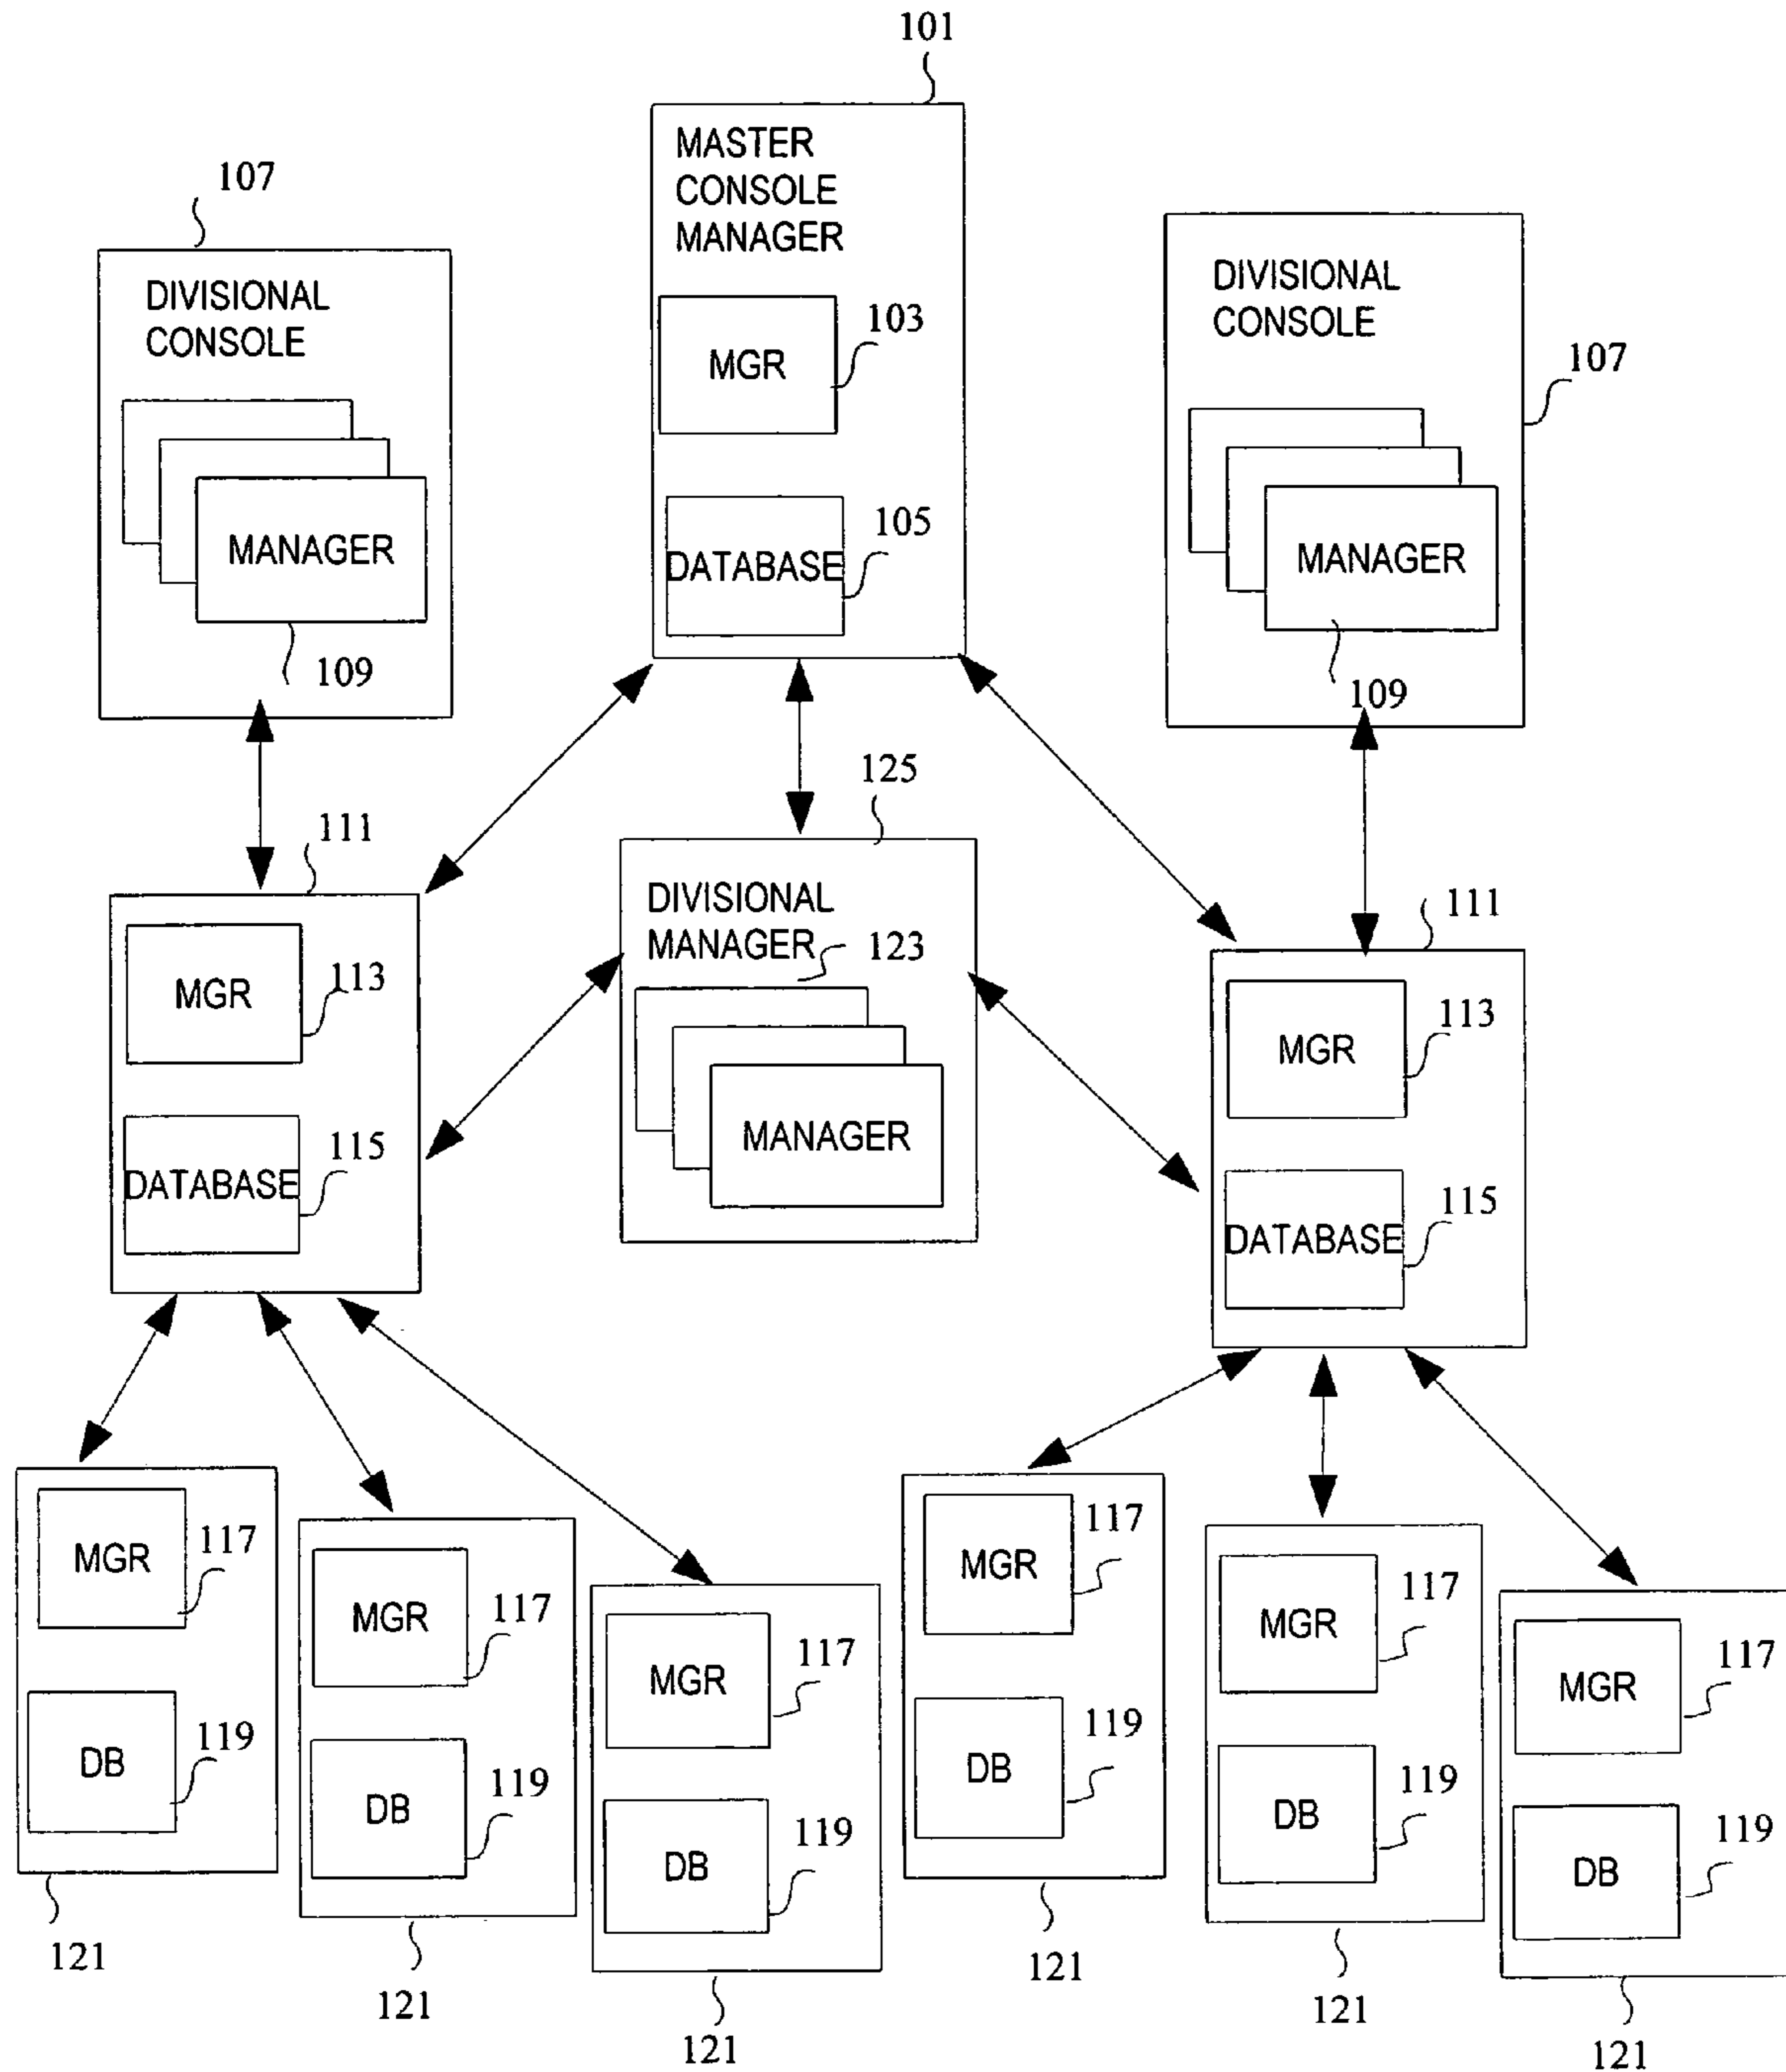 101
MASTER
CONSOLE
MANAGER
103
MGR
105
DATABASE
107
DIVISIONAL
CONSOLE
MANAGER
109
DIVISIONAL
CONSOLE
107
MANAGER
109
125
DIVISIONAL
MANAGER
123
MANAGER
111
MGR
113
DATABASE
115
111
MGR
113
DATABASE
115
MGR
117
DB
119
121
MGR
117
DB
119
121
MGR
117
DB
119
121
MGR
117
DB
119
121
MGR
117
DB
119
121
MGR
117
DB
119
121